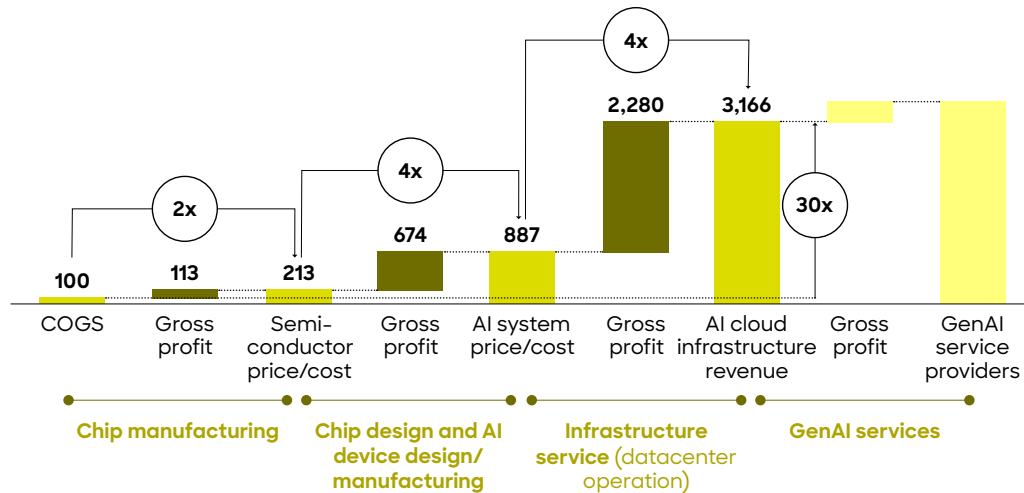 4x
2,280
3,166
4x
30x
2x
674
887
100
113
213
COGS
Gross
profit
Semi-
conductor
price/cost
Gross
profit
AI system
price/cost
Gross
profit
AI cloud
infrastructure
revenue
Gross
profit
GenAI
service
providers
Chip manufacturing
Chip design and AI
device design/
manufacturing
Infrastructure
service (datacenter
operation)
GenAI services